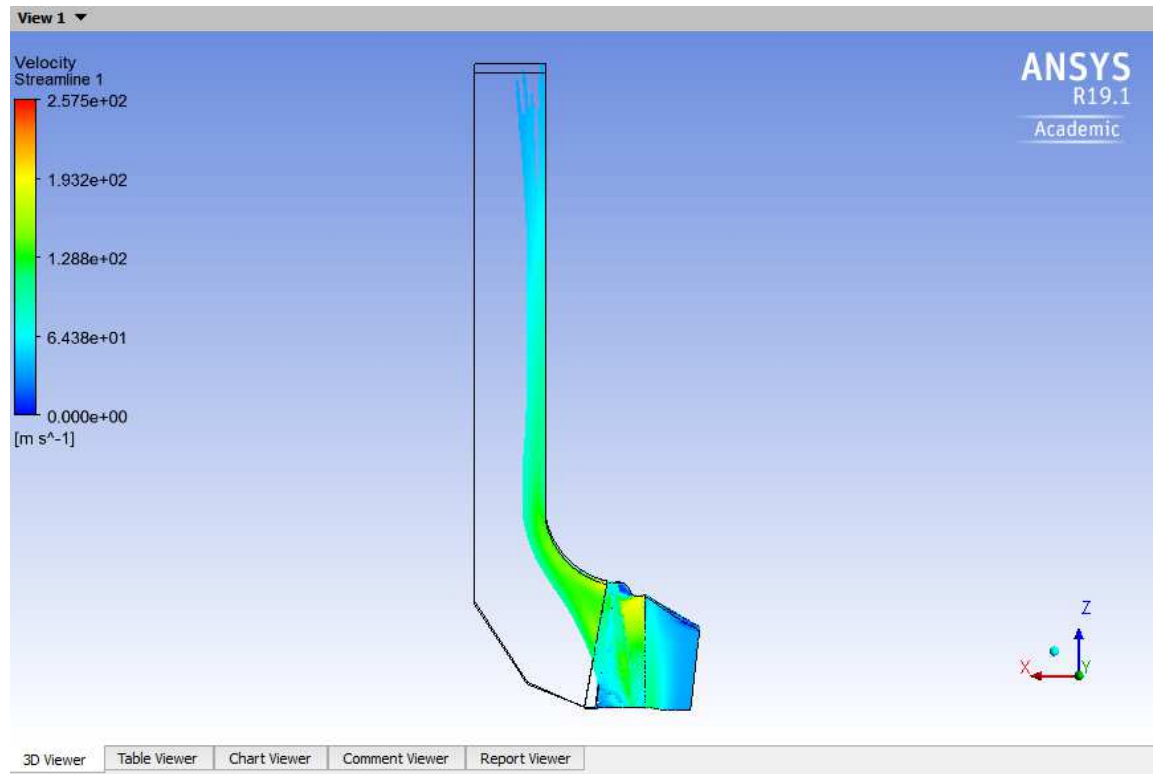 View 1
Velocity
Streamline 1
2.575e+02
1.932e+02
1.288e+02
6.438e+01
0.000e+00
[m s^-1]
ANSYS
R19.1
Academic
Z
X
Y
3D Viewer
Table Viewer
Chart Viewer
Comment Viewer
Report Viewer